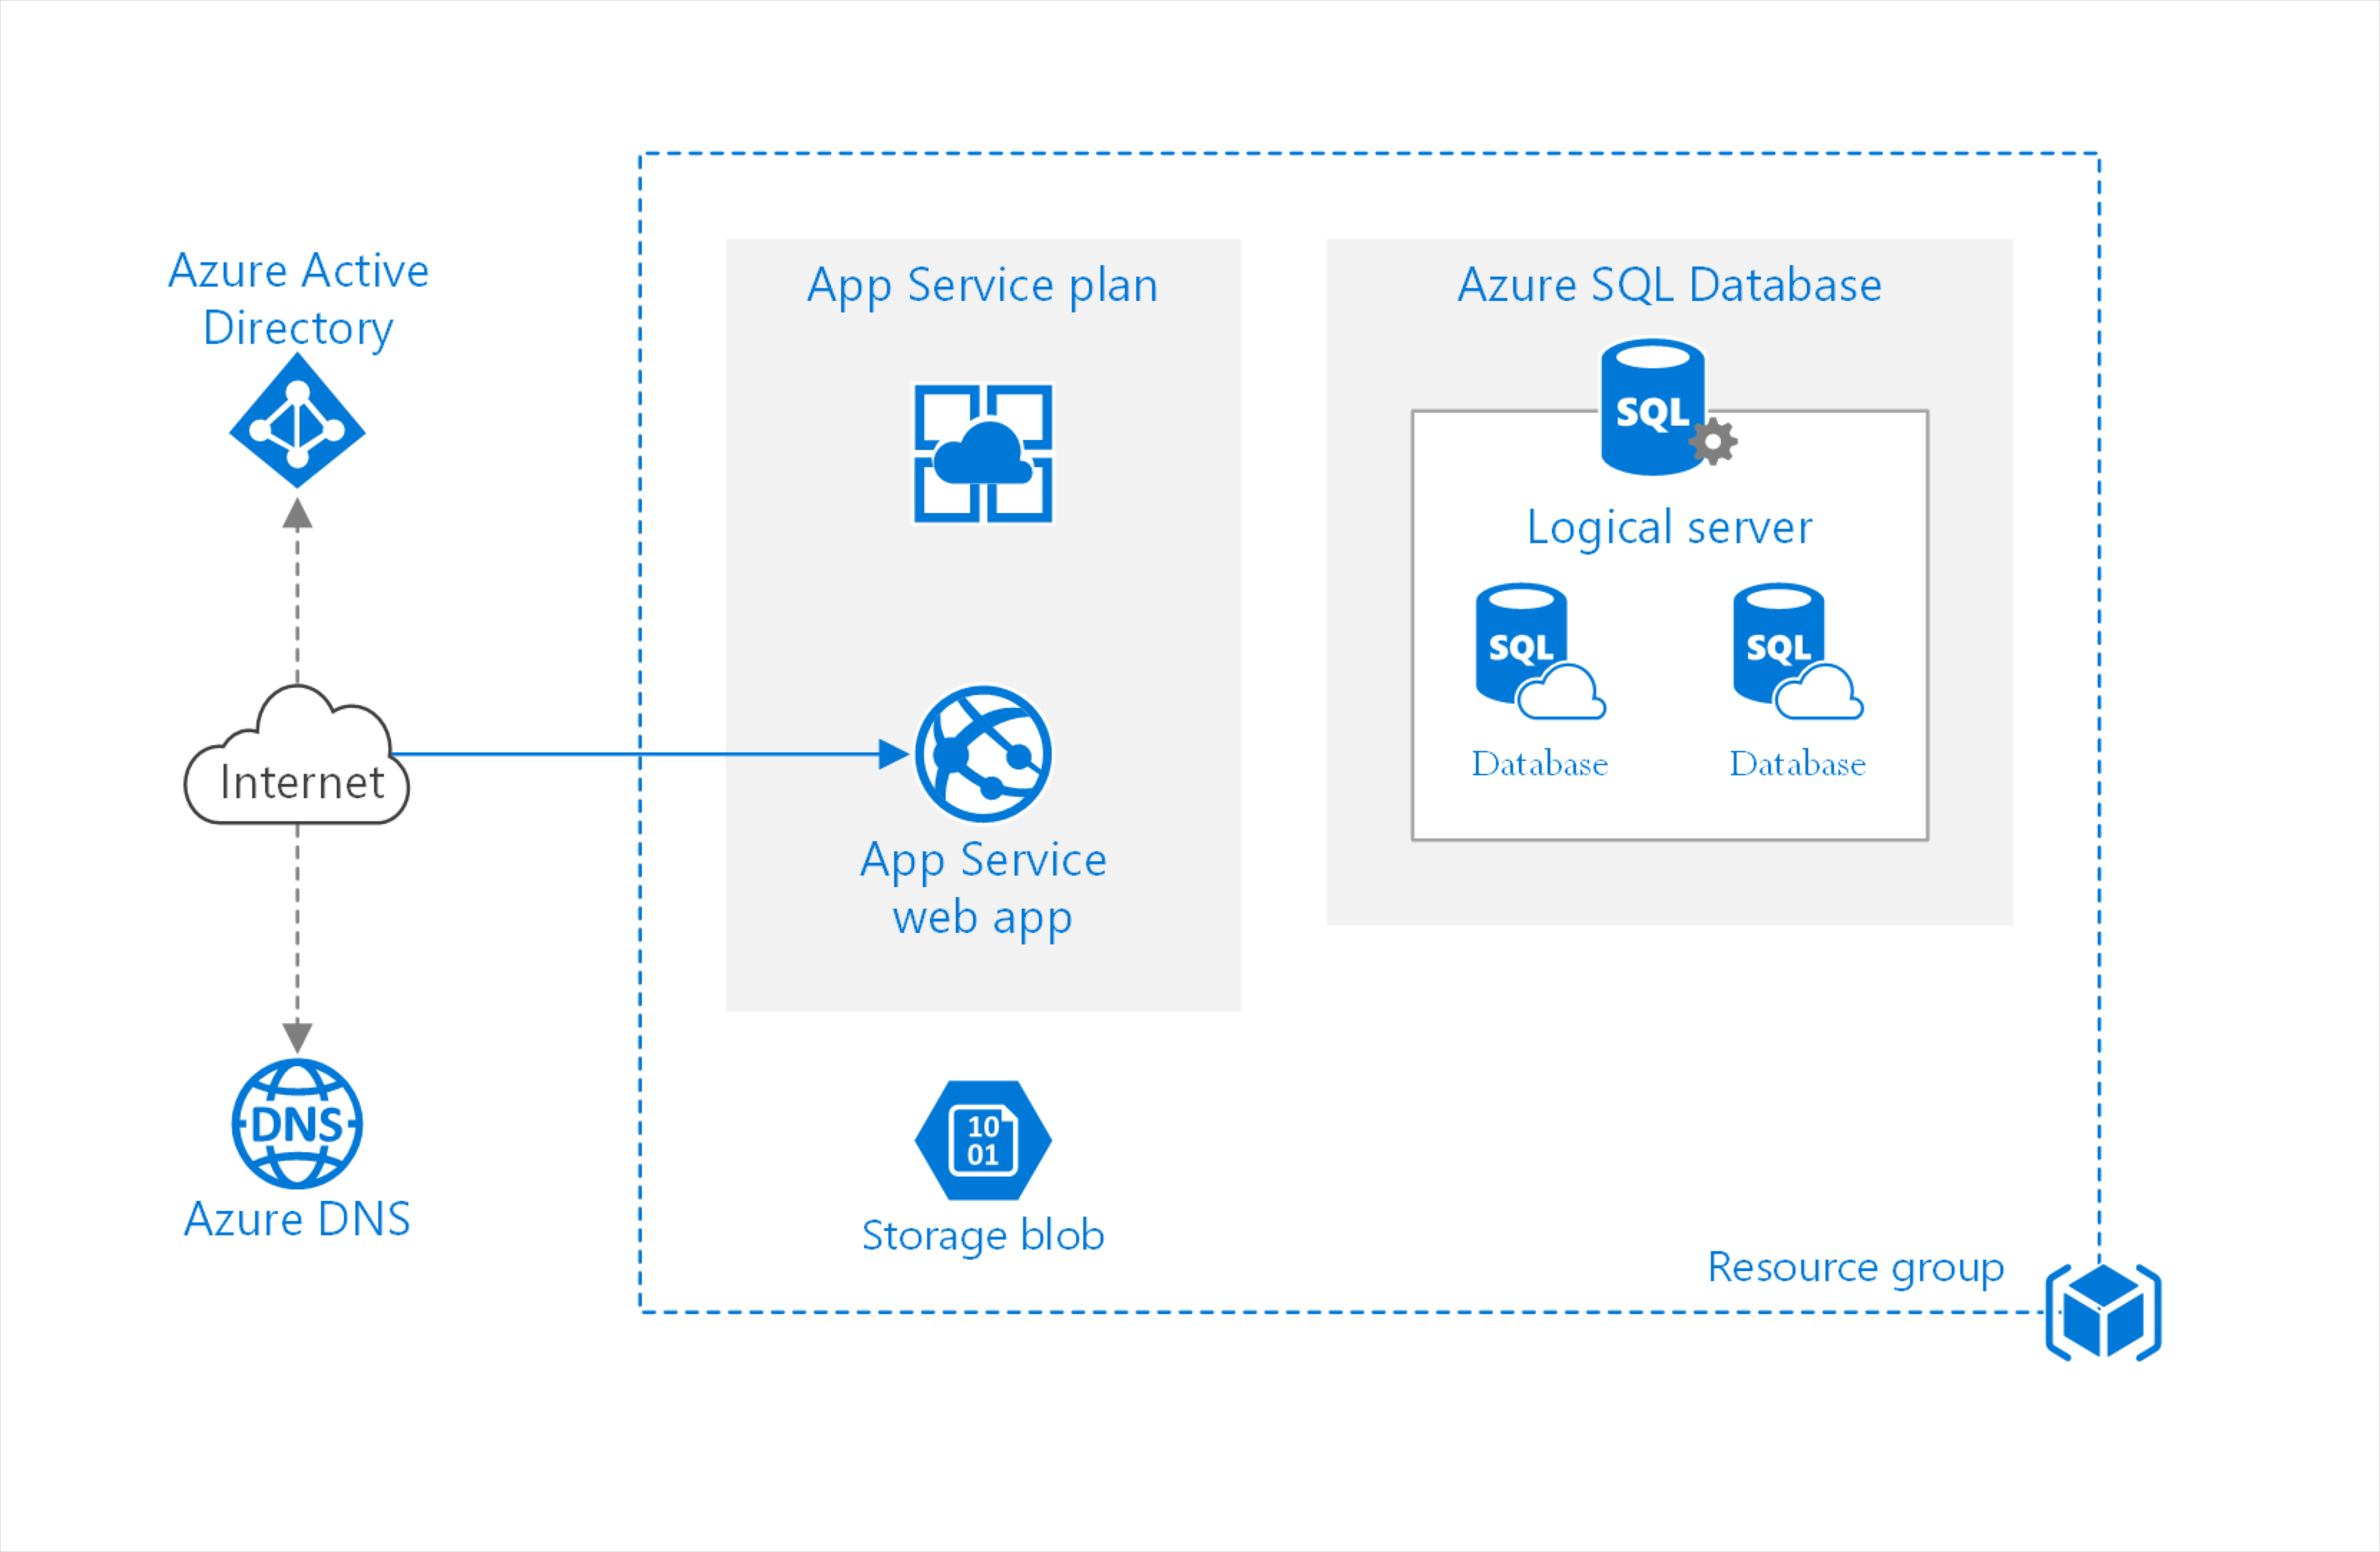 Azure Active
Directory
Internet
DNS
Azure DNS
App Service plan
App Service
web app
10
01
Storage blob
Azure SQL Database
SQL
Logical server
SQL
SQL
Database
Database
Resource group